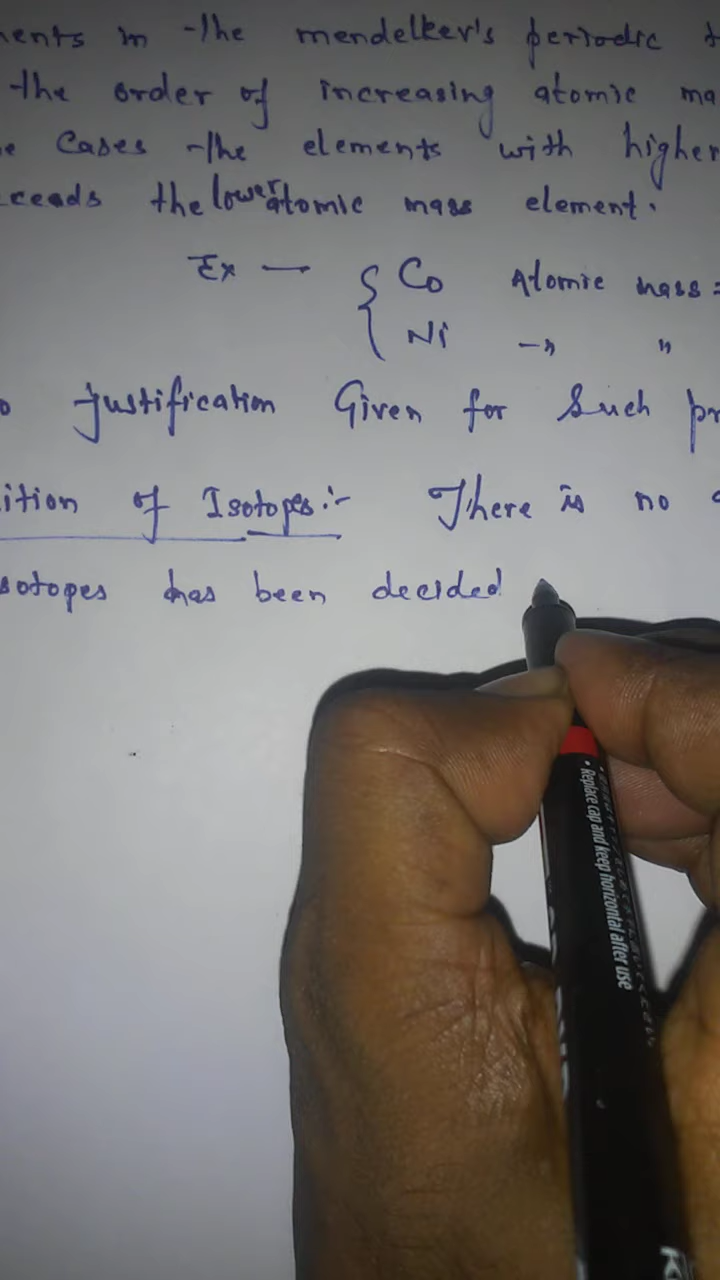 ments in the mendelker's periodic t
the order of increasing atomic ma
e Cases the elements with higher
ceeds the lower atomic mass element.
Ex — { Co Atomic mass =
Ni → "
o justification Given for Such pr
ition of Isotopes:- There is no
sotopes has been decided
• Replace cap and keep horizontal after use